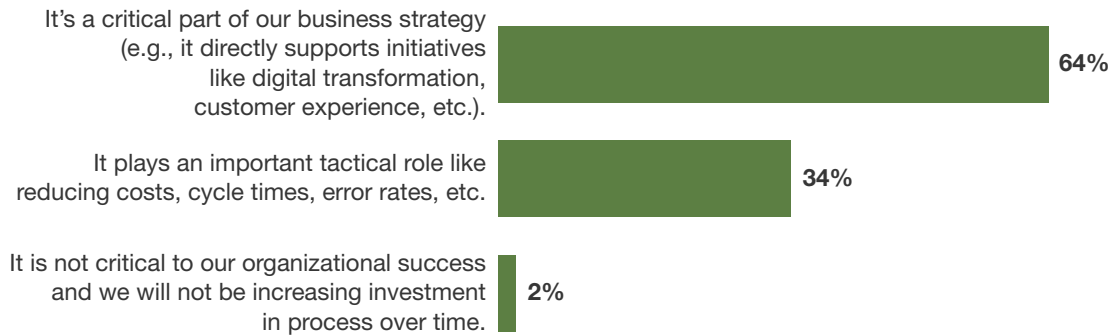 It’s a critical part of our business strategy
(e.g., it directly supports initiatives
like digital transformation,
customer experience, etc.).
64%
It plays an important tactical role like
reducing costs, cycle times, error rates, etc.
34%
It is not critical to our organizational success
and we will not be increasing investment
in process over time.
2%